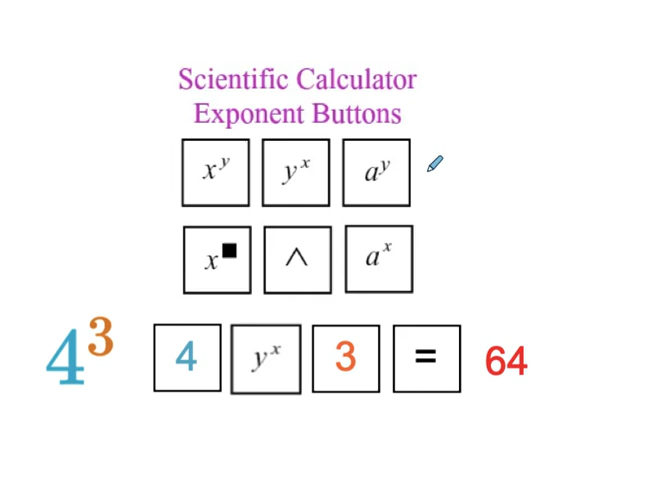 Scientific Calculator
Exponent Buttons
x^y y^x a^y
x^■ ^ a^x
4^3 4 y^x 3 = 64